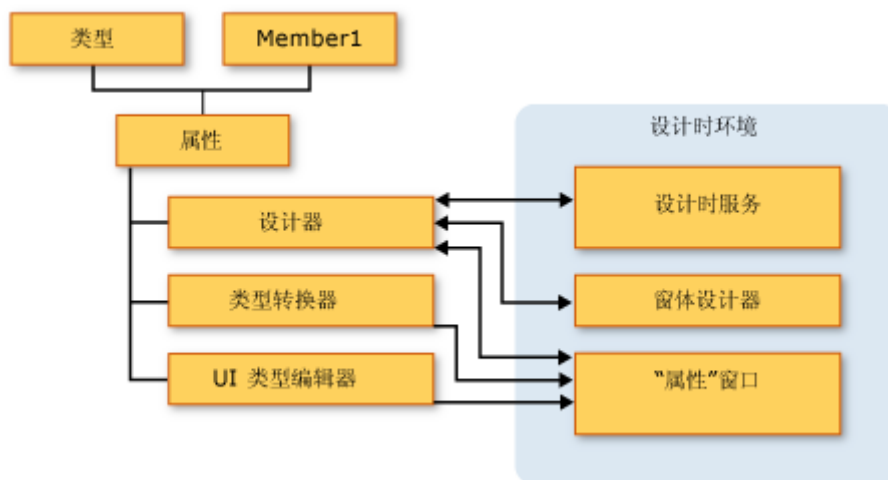 类型
Member1
属性
设计时环境
设计器
设计时服务
类型转换器
窗体设计器
UI 类型编辑器
“属性”窗口